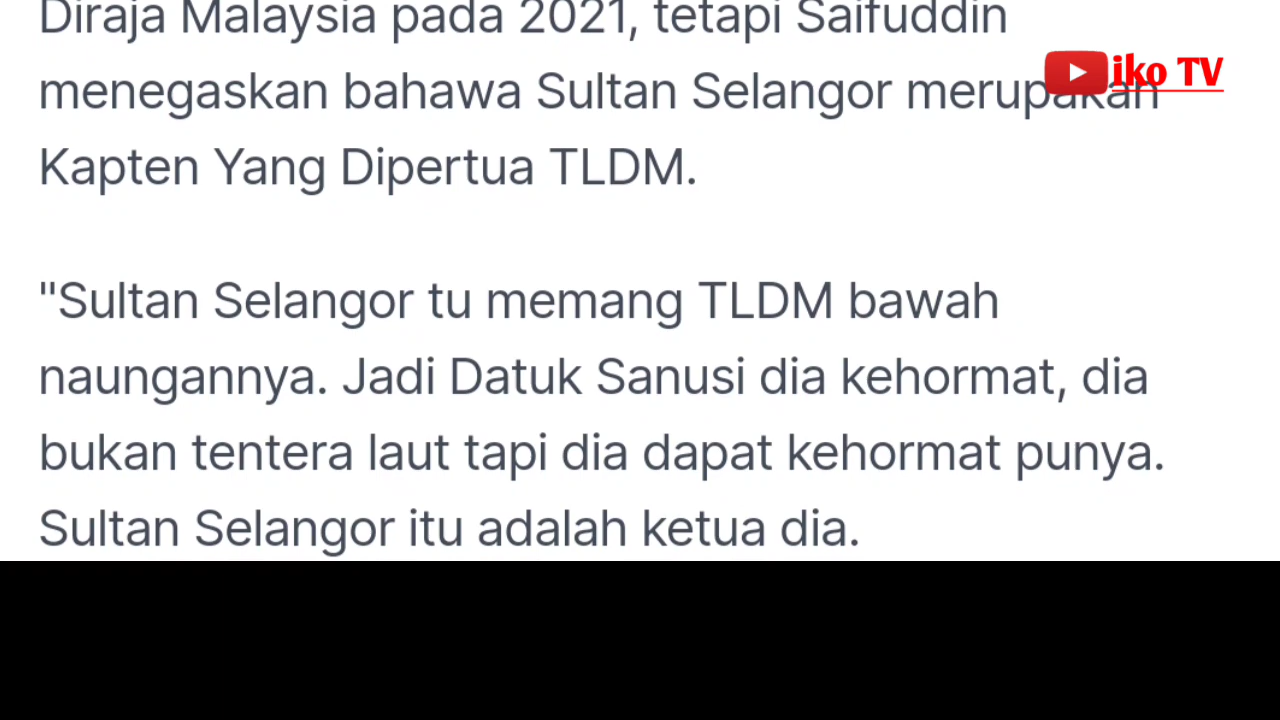 Diraja Malaysia pada 2021, tetapi Saifuddin
iko TV
menegaskan bahawa Sultan Selangor merupakan
Kapten Yang Dipertua TLDM.
"Sultan Selangor tu memang TLDM bawah
naungannya. Jadi Datuk Sanusi dia kehormat, dia
bukan tentera laut tapi dia dapat kehormat punya.
Sultan Selangor itu adalah ketua dia.